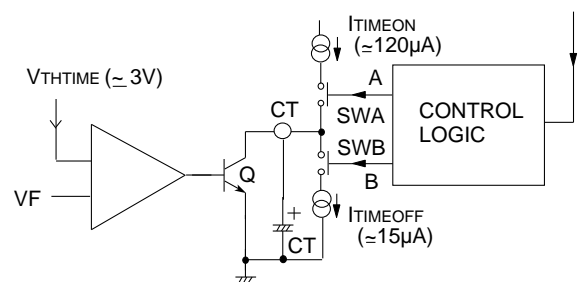 ITIMEON
(≃120μA)
VTHTIME (≃ 3V)
A
CT
SWA
CONTROL
LOGIC
SWB
Q
B
VF
+
ITIMEOFF
(≃15μA)
CT